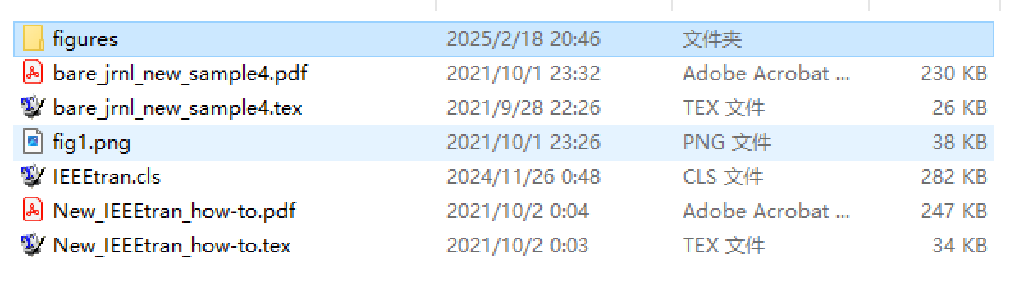 figures 2025/2/18 20:46 文件夹
bare_jrnl_new_sample4.pdf 2021/10/1 23:32 Adobe Acrobat ... 230 KB
bare_jrnl_new_sample4.tex 2021/9/28 22:26 TEX 文件 26 KB
fig1.png 2021/10/1 23:26 PNG 文件 38 KB
IEEEtran.cls 2024/11/26 0:48 CLS 文件 282 KB
New_IEEEtran_how-to.pdf 2021/10/2 0:04 Adobe Acrobat ... 247 KB
New_IEEEtran_how-to.tex 2021/10/2 0:03 TEX 文件 34 KB